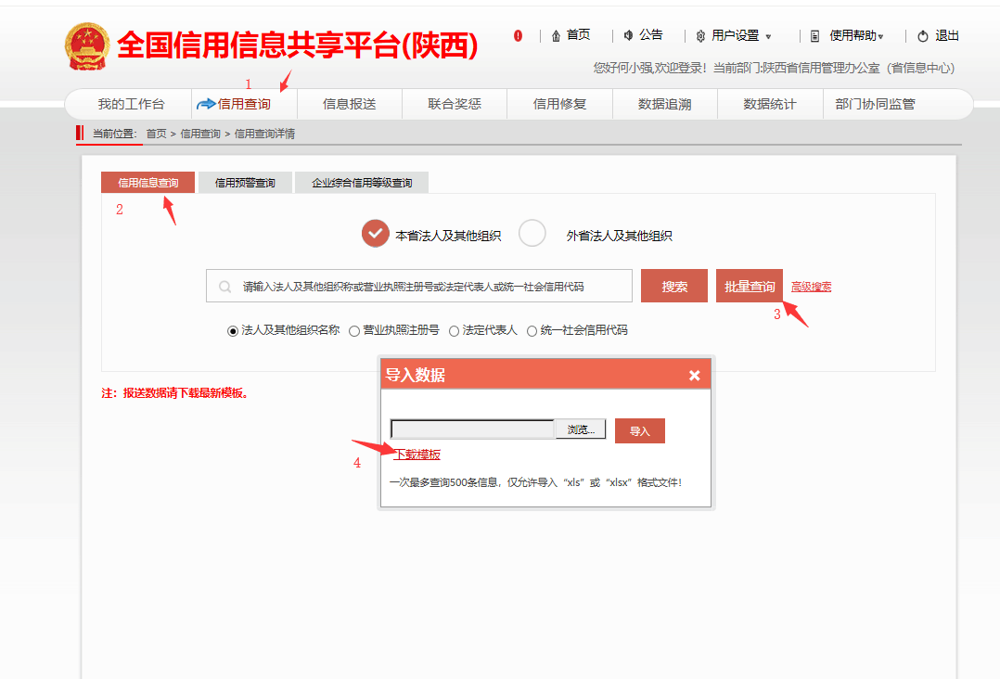 全国信用信息共享平台(陕西)
首页 公告 用户设置 使用帮助 退出
您好何小强,欢迎登录！当前部门:陕西省信用管理办公室（省信息中心）
1
我的工作台 信用查询 信息报送 联合奖惩 信用修复 数据追溯 数据统计 部门协同监管
当前位置: 首页 > 信用查询 > 信用查询详情
信用信息查询 信用预警查询 企业综合信用等级查询
2
本省法人及其他组织 外省法人及其他组织
请输入法人及其他组织称或营业执照注册号或法定代表人或统一社会信用代码 搜索 批量查询 高级搜索
3
法人及其他组织名称 营业执照注册号 法定代表人 统一社会信用代码
导入数据
注: 报送数据请下载最新模板。
浏览... 导入
4 下载模板
一次最多查询500条信息，仅允许导入“xls”或“xlsx”格式文件！